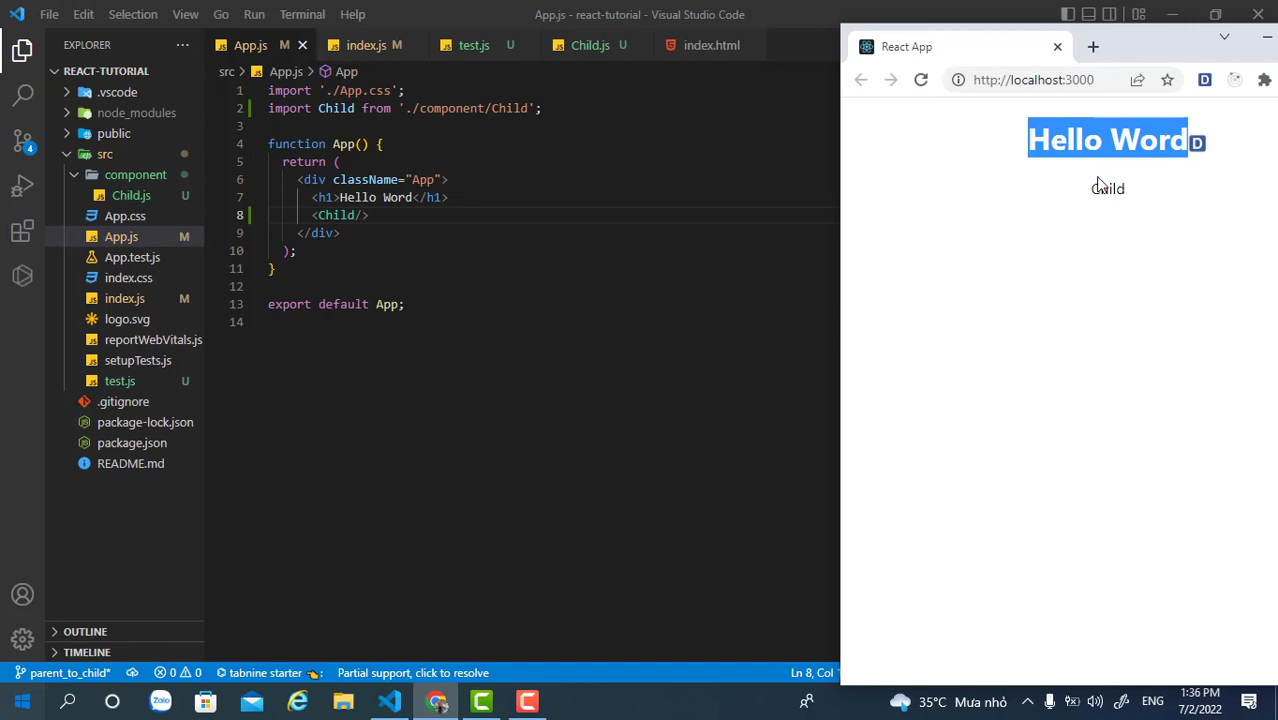 File Edit Selection View Go Run Terminal Help
App.js - react-tutorial - Visual Studio Code
EXPLORER
App.js M
index.js M
test.js U
Child.js U
index.html
REACT-TUTORIAL
src > App.js > App
.vscode
node_modules
public
src
component
Child.js U
App.css
App.js M
App.test.js
index.css
index.js M
logo.svg
reportWebVitals.js
setupTests.js
test.js U
.gitignore
package-lock.json
package.json
README.md
OUTLINE
TIMELINE
4
1 import './App.css';
2 import Child from './component/Child';
3
4 function App() {
5 return (
6 <div className="App">
7 <h1>Hello Word</h1>
8 <Child/>
9 </div>
10 );
11 }
12
13 export default App;
14
React App
http://localhost:3000
D
Hello Word D
Child
parent_to_child* 0 0 tabnine starter Partial support, click to resolve Ln 8, Col
Zalo
35°C Mưa nhỏ ENG
1:36 PM
7/2/2022